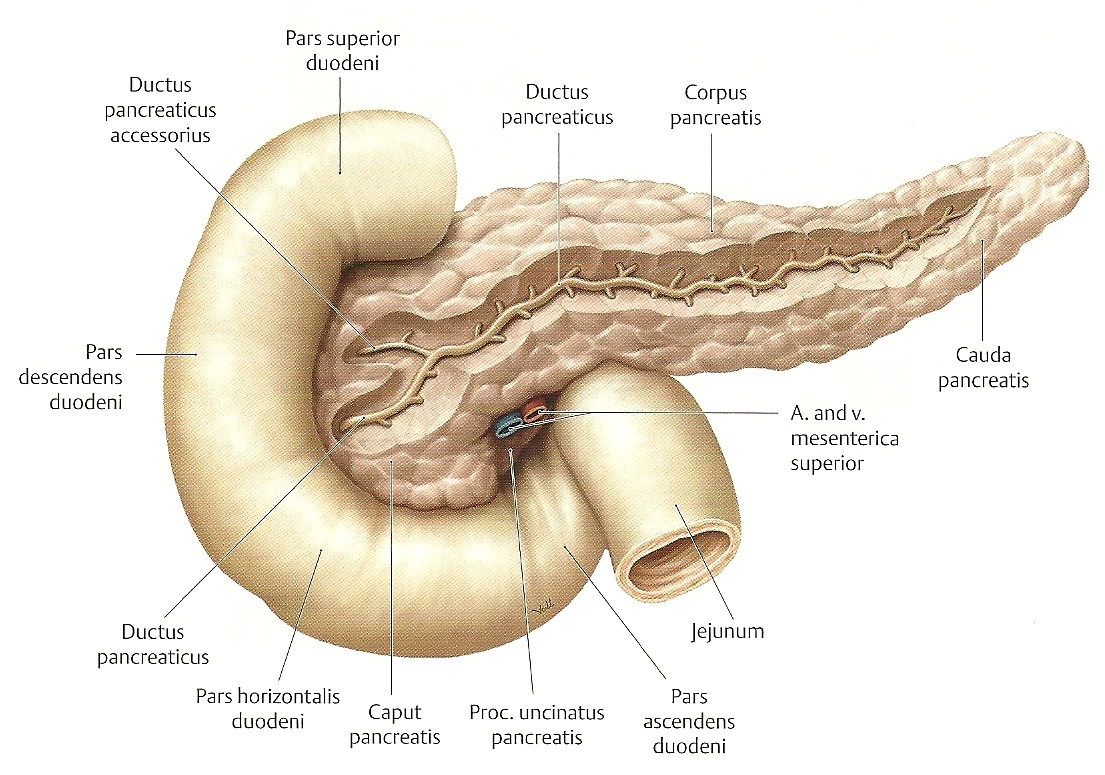 Pars superior
duodeni
Ductus
pancreaticus
accessorius
Ductus
pancreaticus
Corpus
pancreatis
Pars
descendens
duodeni
Cauda
pancreatis
A. and v.
mesenterica
superior
Jejunum
Ductus
pancreaticus
Pars horizontalis
duodeni
Caput
pancreatis
Proc. uncinatus
pancreatis
Pars
ascendens
duodeni